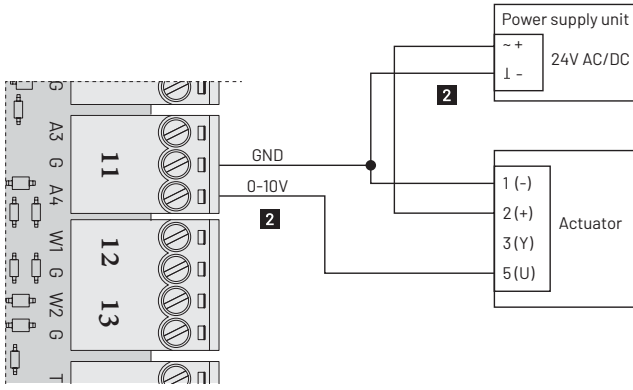 Power supply unit
~ +
24V AC/DC
⊥ -
2
G
A3
G
A4
W1
G
W2
G
T
11
12
13
GND
0-10V
2
1 (-)
2 (+)
3 (Y)
5 (U)
Actuator